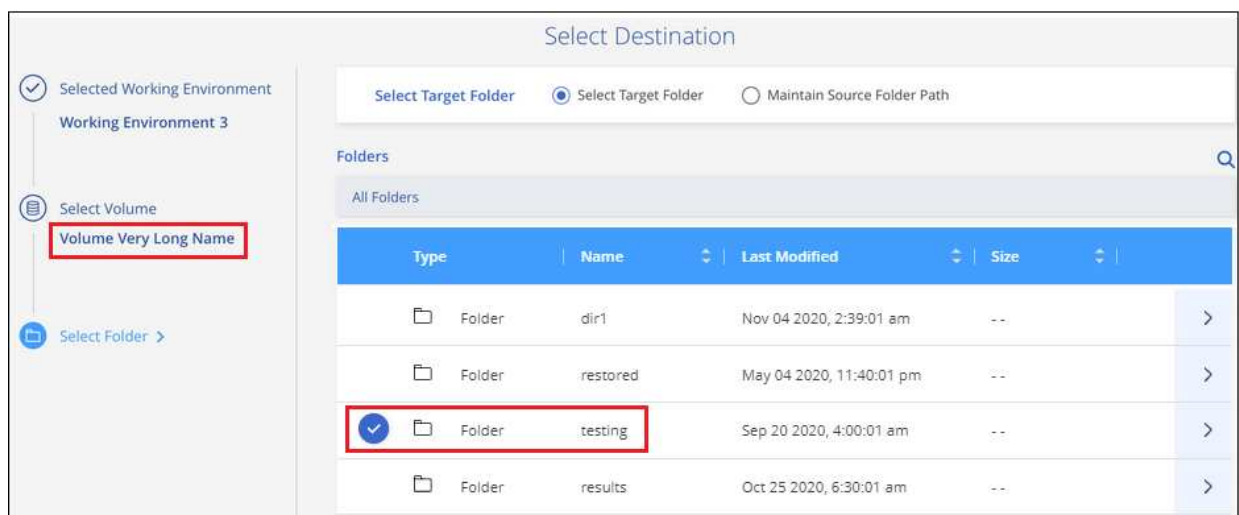 Select Destination
Selected Working Environment
Working Environment 3
Select Volume
Volume Very Long Name
Select Folder >
Select Target Folder Select Target Folder Maintain Source Folder Path
Folders
All Folders
Type Name Last Modified Size
Folder dir1 Nov 04 2020, 2:39:01 am --
Folder restored May 04 2020, 11:40:01 pm --
Folder testing Sep 20 2020, 4:00:01 am --
Folder results Oct 25 2020, 6:30:01 am --